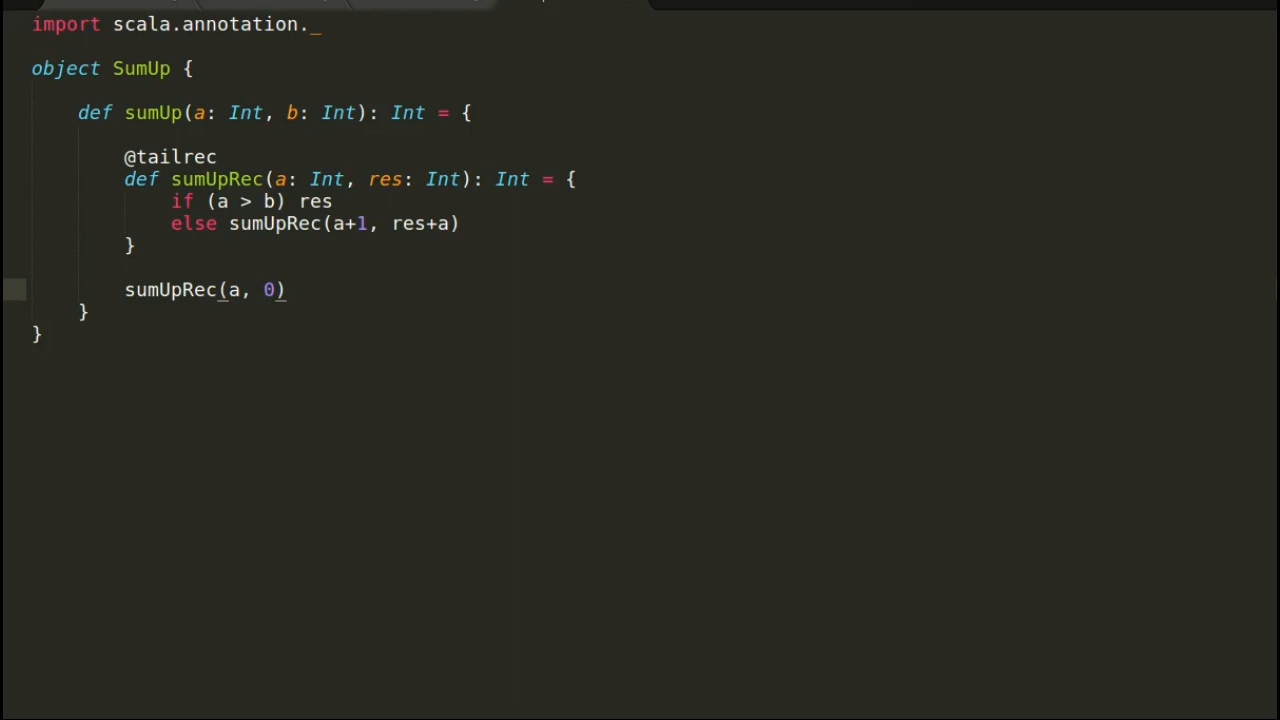 import scala.annotation._
object SumUp {
def sumUp(a: Int, b: Int): Int = {
@tailrec
def sumUpRec(a: Int, res: Int): Int = {
if (a > b) res
else sumUpRec(a+1, res+a)
}
sumUpRec(a, 0)
}
}